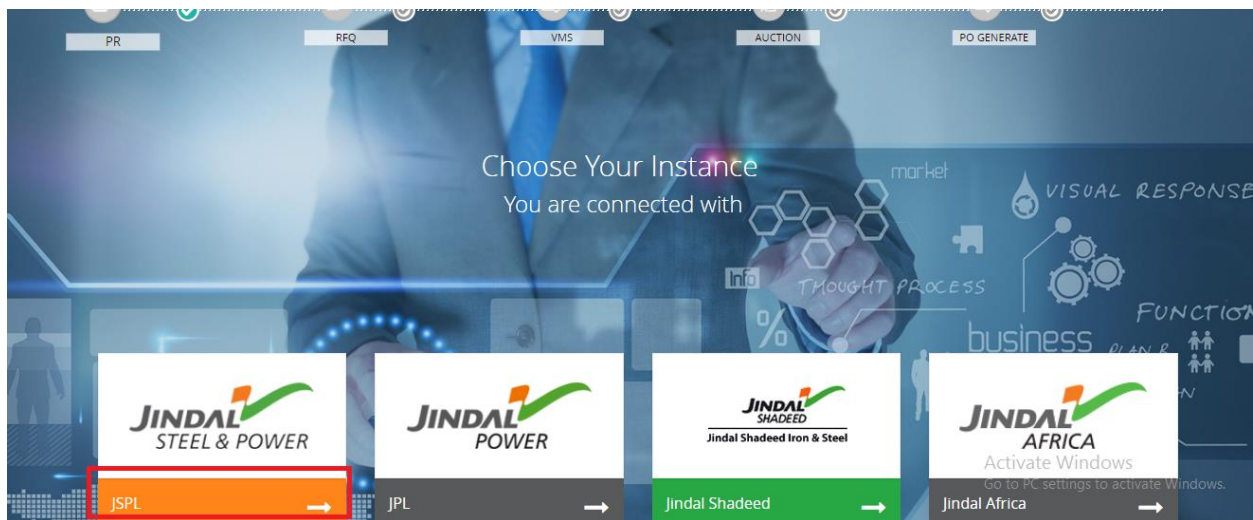 PR
RFQ
VMS
AUCTION
PO GENERATE
Choose Your Instance
You are connected with
market
VISUAL RESPONSE
Info
THOUGHT PROCESS
%
FUNCTION
business
PLAN &
JINDAL
STEEL & POWER
JINDAL
POWER
JINDAL
SHADEED
Jindal Shadeed Iron & Steel
JINDAL
AFRICA
Activate Windows
Go to PC settings to activate Windows.
JSPL
JPL
Jindal Shadeed
Jindal Africa